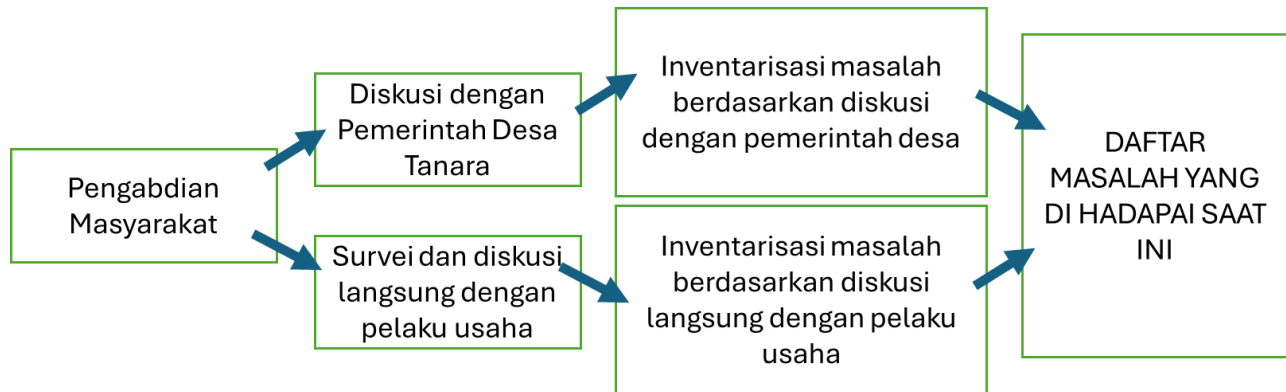 Pengabdian
Masyarakat
Diskusi dengan
Pemerintah Desa
Tanara
Survei dan diskusi
langsung dengan
pelaku usaha
Inventarisasi masalah
berdasarkan diskusi
dengan pemerintah desa
Inventarisasi masalah
berdasarkan diskusi
langsung dengan pelaku
usaha
DAFTAR
MASALAH YANG
DI HADAPAI SAAT
INI